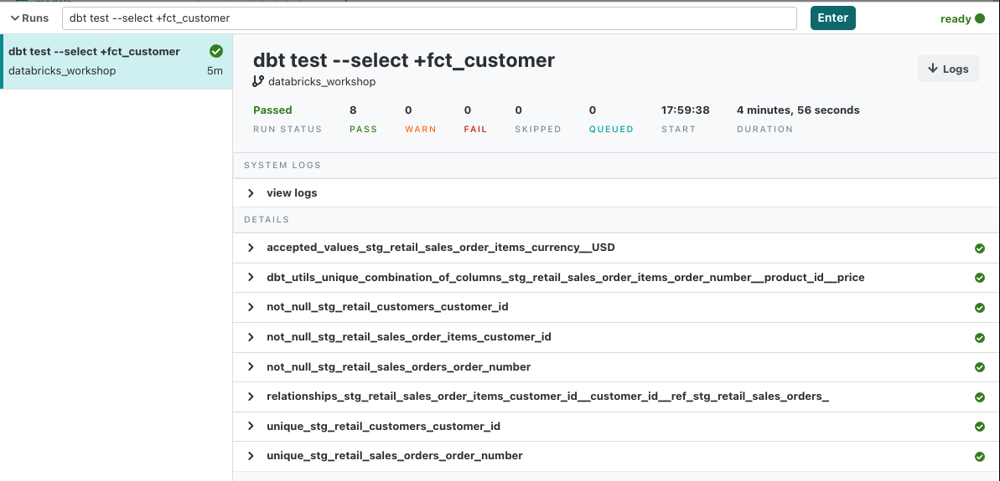 Runs
dbt test --select +fct_customer
Enter
ready
dbt test --select +fct_customer
databricks_workshop
5m
dbt test --select +fct_customer
databricks_workshop
Logs
Passed 8 0 0 0 0 17:59:38 4 minutes, 56 seconds
RUN STATUS PASS WARN FAIL SKIPPED QUEUED START DURATION
SYSTEM LOGS
view logs
DETAILS
accepted_values_stg_retail_sales_order_items_currency__USD
dbt_utils_unique_combination_of_columns_stg_retail_sales_order_items_order_number__product_id__price
not_null_stg_retail_customers_customer_id
not_null_stg_retail_sales_order_items_customer_id
not_null_stg_retail_sales_orders_order_number
relationships_stg_retail_sales_order_items_customer_id__customer_id__ref_stg_retail_sales_orders_
unique_stg_retail_customers_customer_id
unique_stg_retail_sales_orders_order_number